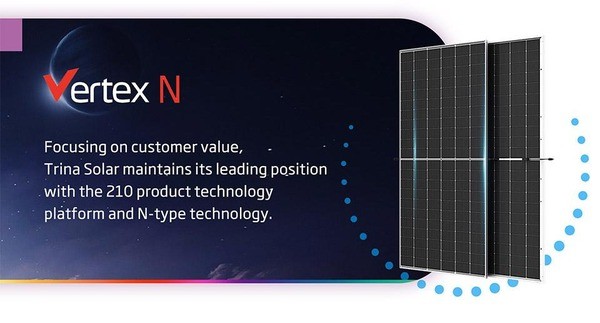 Vertex N
Focusing on customer value,
Trina Solar maintains its leading position
with the 210 product technology
platform and N-type technology.